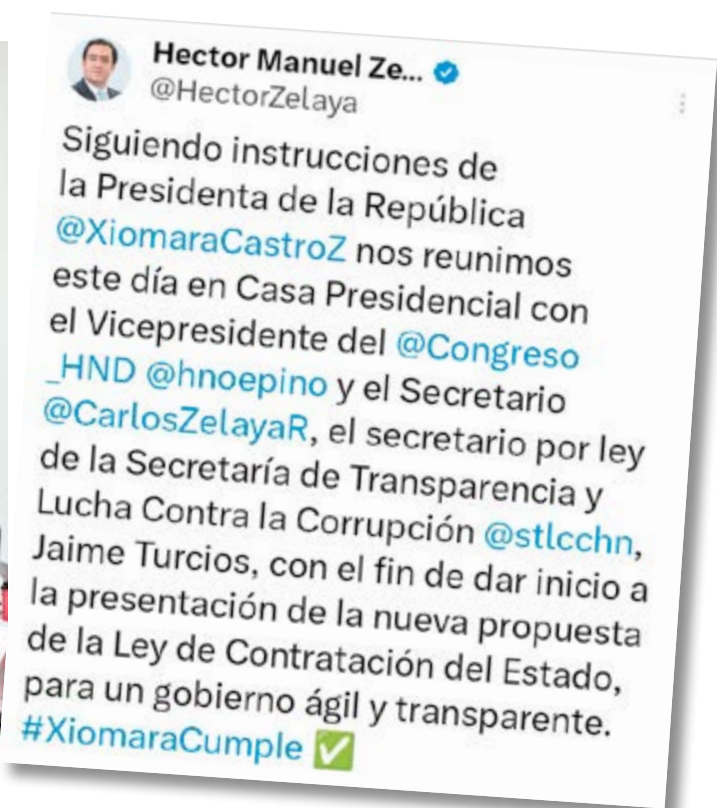 Hector Manuel Ze...
@HectorZelaya
Siguiendo instrucciones de
la Presidenta de la República
@XiomaraCastroZ nos reunimos
este día en Casa Presidencial con
el Vicepresidente del @Congreso
_HND @hnoepino y el Secretario
@CarlosZelayaR, el secretario por ley
de la Secretaría de Transparencia y
Lucha Contra la Corrupción @stlcchn,
Jaime Turcios, con el fin de dar inicio a
la presentación de la nueva propuesta
de la Ley de Contratación del Estado,
para un gobierno ágil y transparente.
#XiomaraCumple ✅